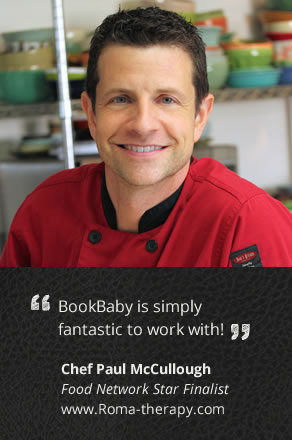 “ BookBaby is simply
fantastic to work with! ”
Chef Paul McCullough
Food Network Star Finalist
www.Roma-therapy.com